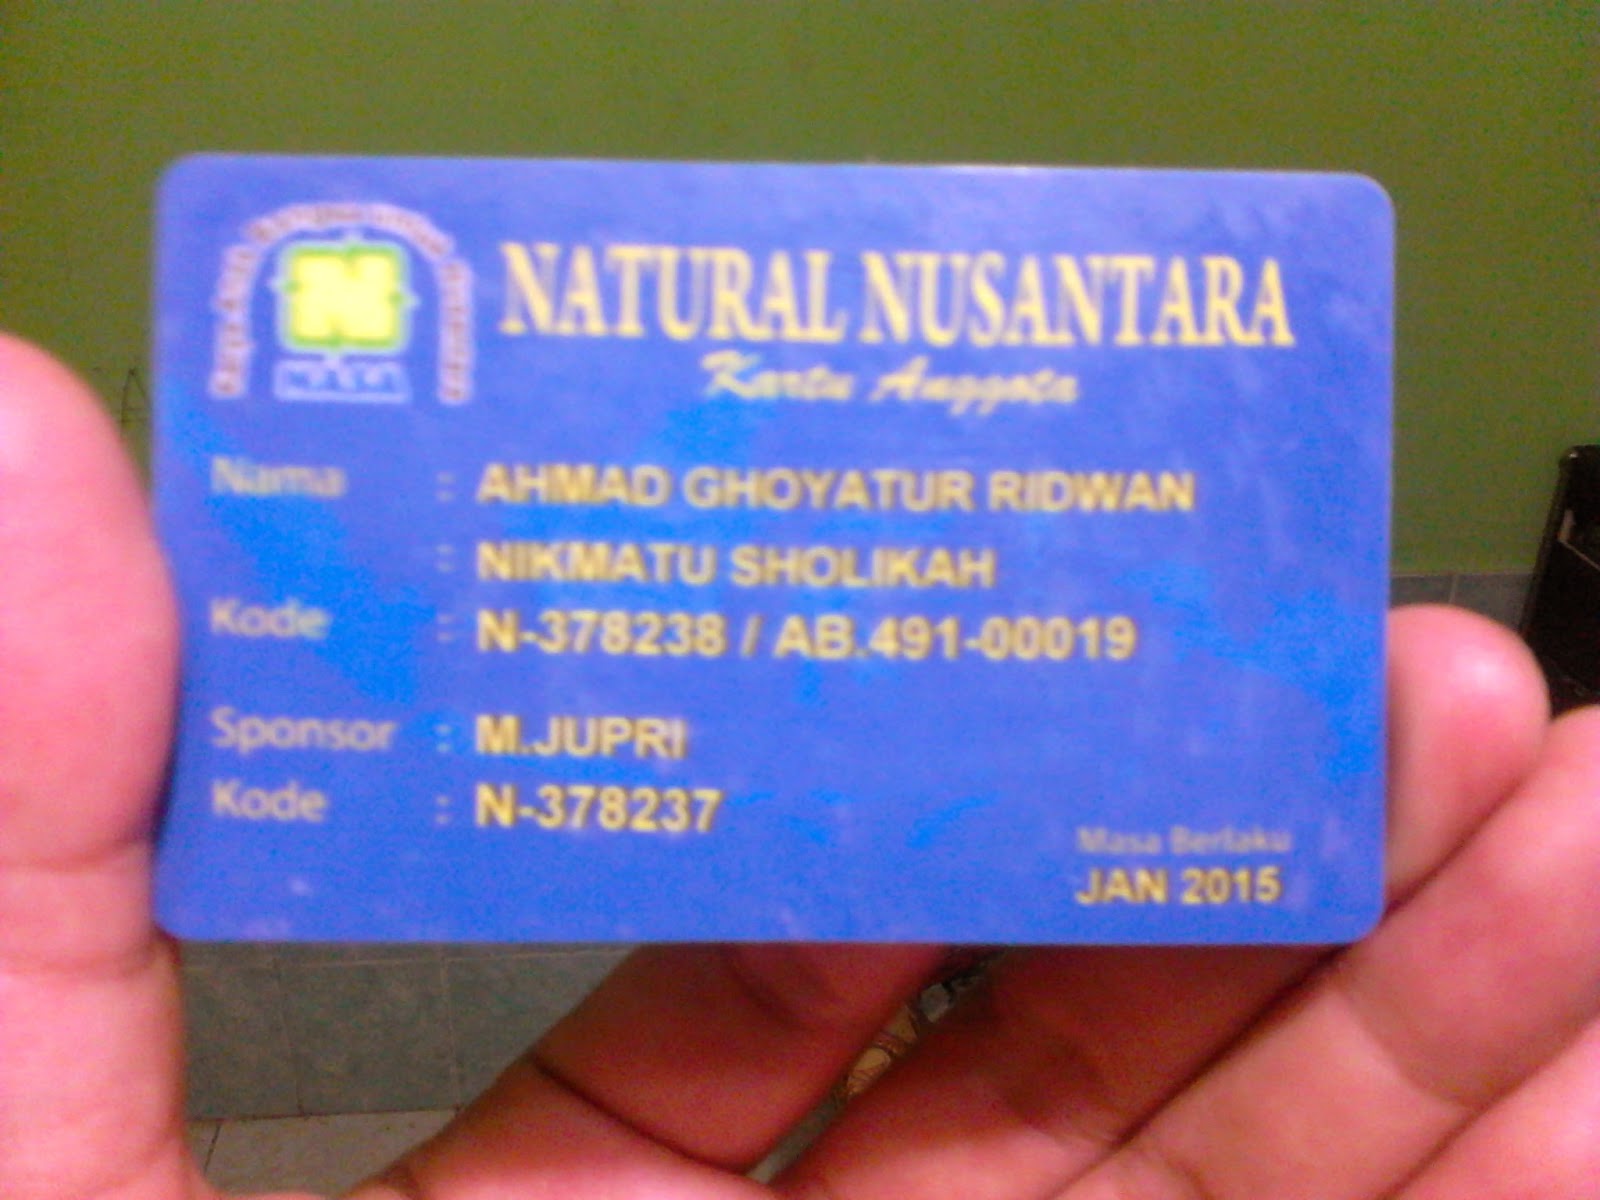 NATURAL NUSANTARA
Kartu Anggota
NASA
Nama : AHMAD GHOYATUR RIDWAN
: NIKMATU SHOLIKAH
Kode : N-378238 / AB.491-00019
Sponsor : M.JUPRI
Kode : N-378237
Masa Berlaku
JAN 2015